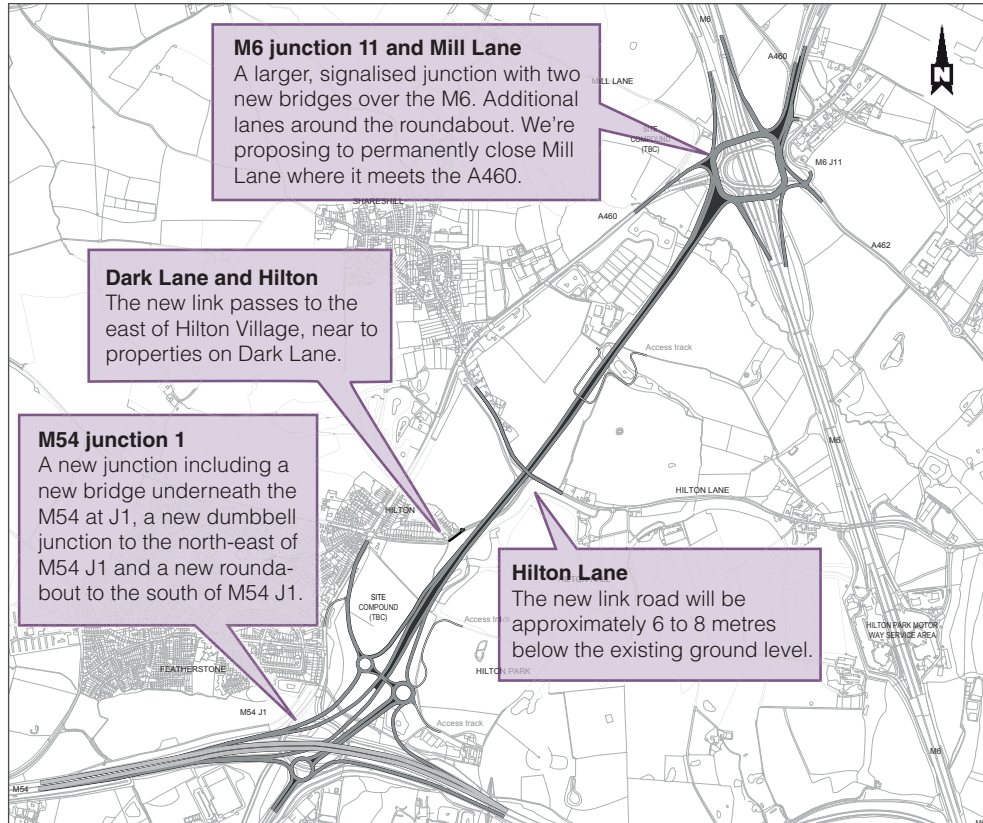 M6
A460
N
M6 junction 11 and Mill Lane
A larger, signalised junction with two
new bridges over the M6. Additional
lanes around the roundabout. We're
proposing to permanently close Mill
Lane where it meets the A460.
MILL LANE
SITE
COMPOUND
(TBC)
M6 J11
SHARESHILL
A460
A462
Dark Lane and Hilton
The new link passes to the
east of Hilton Village, near to
properties on Dark Lane.
Access track
M6
M54 junction 1
A new junction including a
new bridge underneath the
M54 at J1, a new dumbbell
junction to the north-east of
M54 J1 and a new rounda-
bout to the south of M54 J1.
HILTON LANE
HILTON
Hilton Lane
The new link road will be
approximately 6 to 8 metres
below the existing ground level.
SITE
COMPOUND
(TBC)
Access
HILTON PARK MOTOR
WAY SERVICE AREA
FEATHERSTONE
HILTON PARK
M54 J1
Access track
M6
M54